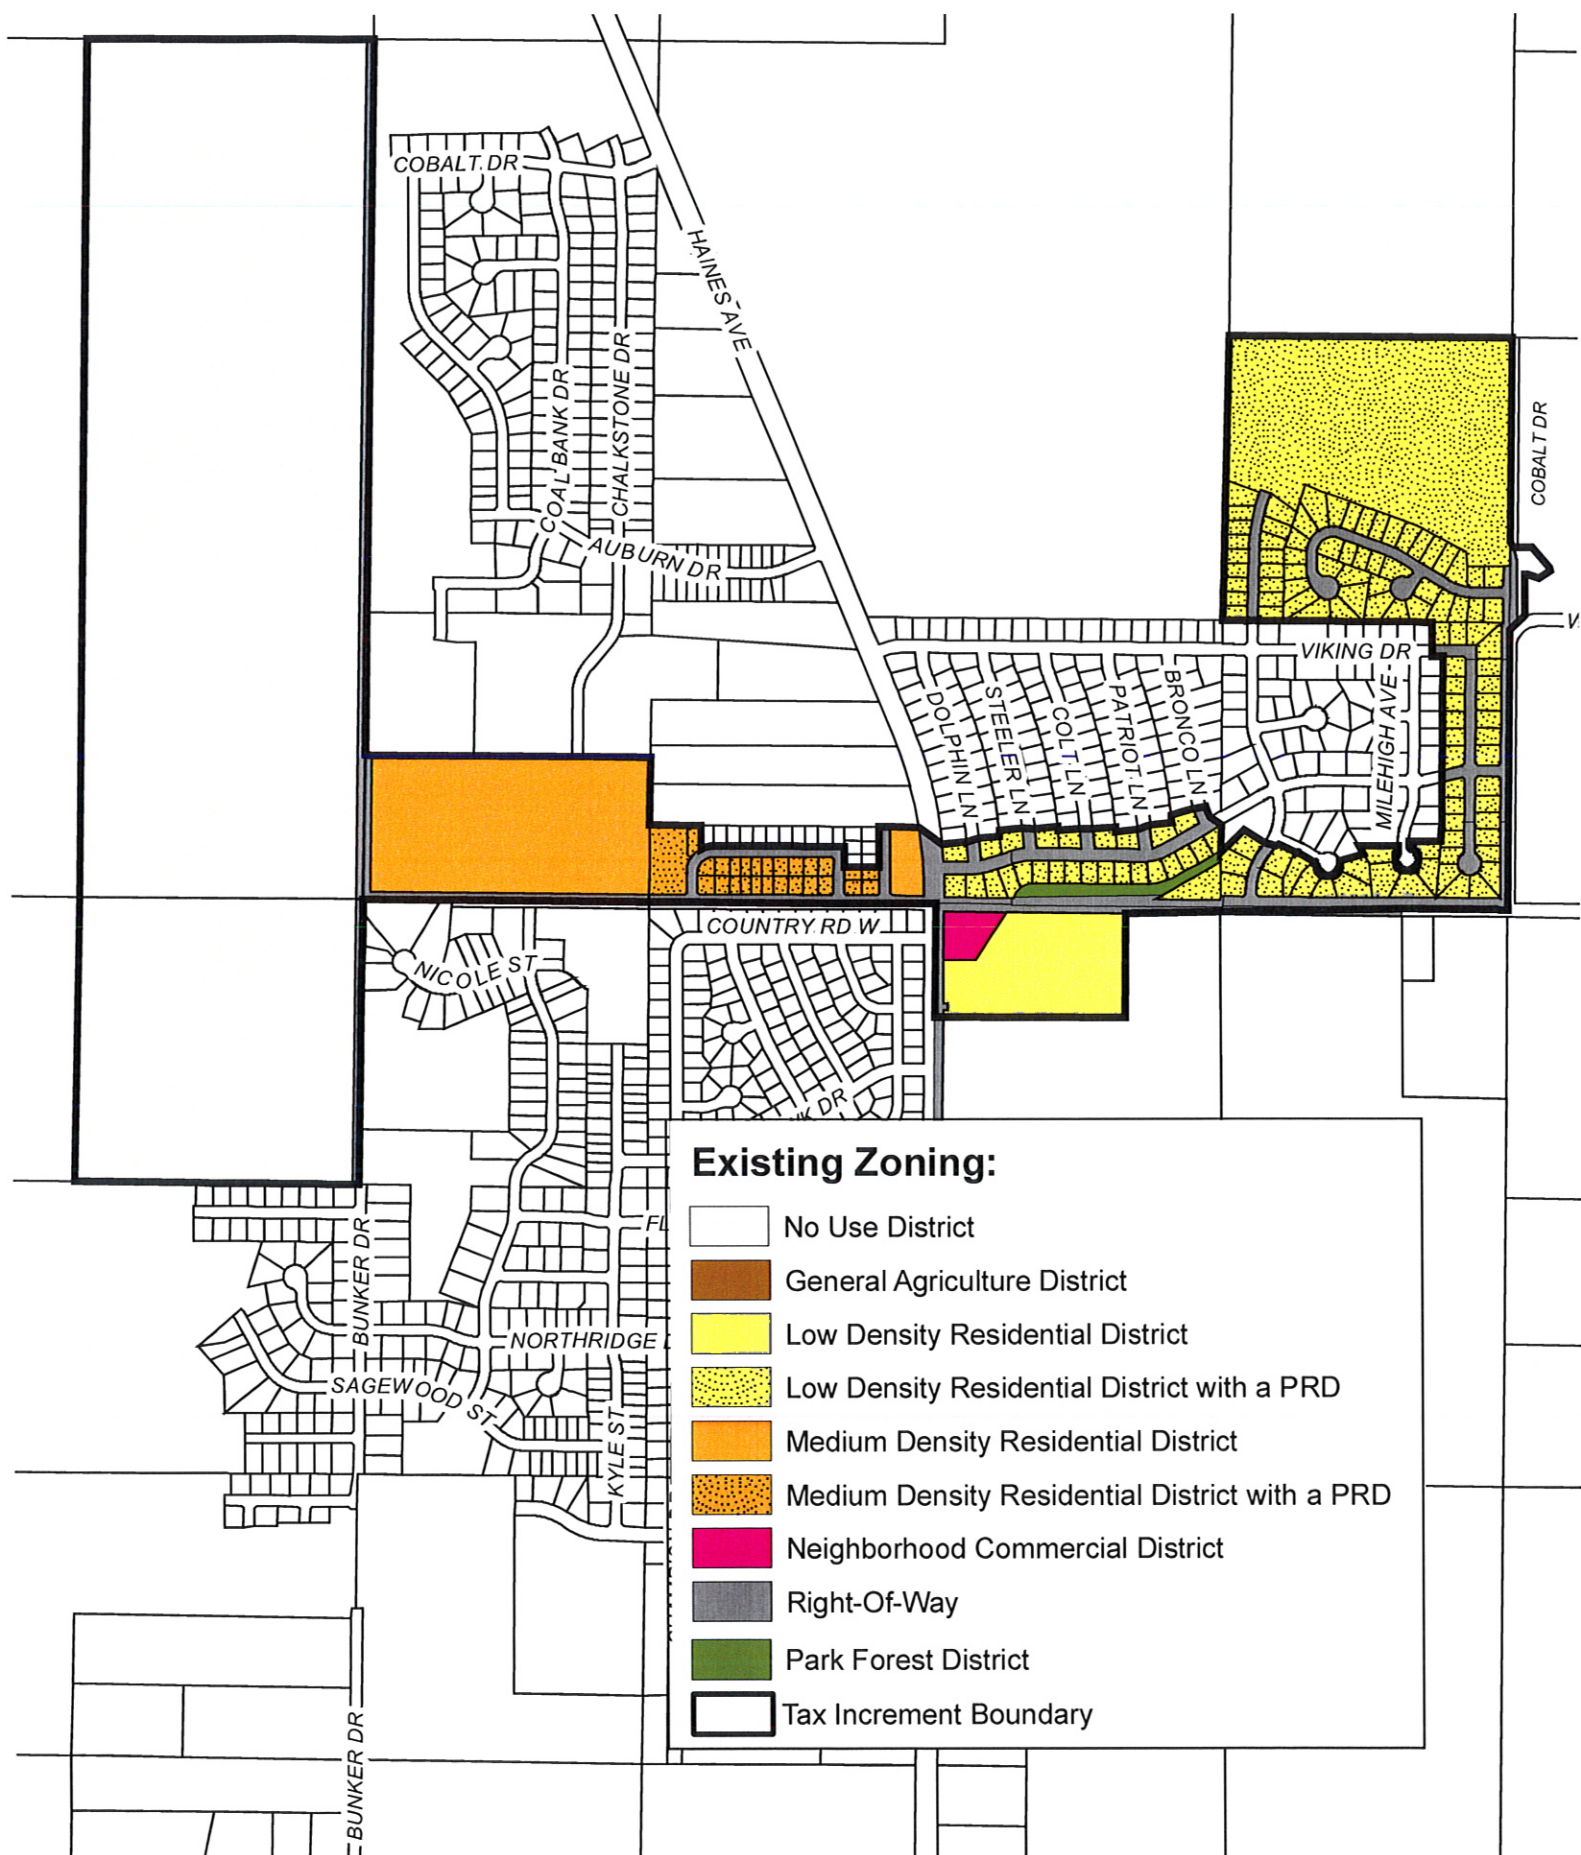 COBALT DR
HAINES AVE
COAL BANK DR
CHALKSTONE DR
COBALT DR
AUBURN DR
VIKING DR
DOLPHIN LN
STEELER LN
COLT LN
PATRIOT LN
BRONCO LN
MILEHIGH AVE
COUNTRY RD W
NICOLE ST
DR
BUNKER DR
NORTHRIDGE
SAGEWOOD ST
KYLE ST
BUNKER DR
Existing Zoning:
No Use District
General Agriculture District
Low Density Residential District
Low Density Residential District with a PRD
Medium Density Residential District
Medium Density Residential District with a PRD
Neighborhood Commercial District
Right-Of-Way
Park Forest District
Tax Increment Boundary